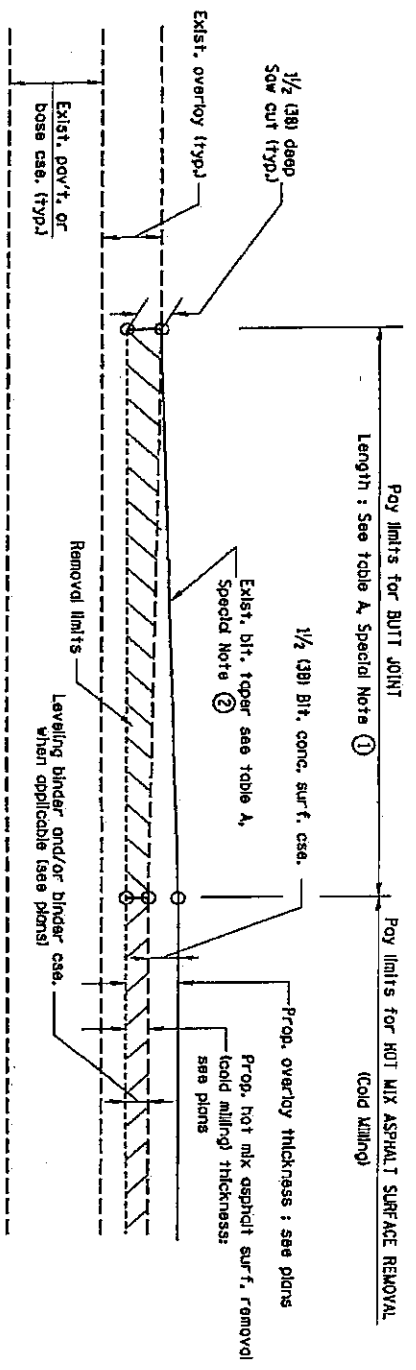 Pay limits for BUTT JOINT
Length : See table A, Special Note ①
Pay limits for HOT MIX ASPHALT SURFACE REMOVAL
(Cold Milling)
1½ (38) deep
Saw cut (typ.)
Exist. overlay (typ.)
Exist. pav't. or
base cse. (typ.)
Exist. bit. taper see table A,
Special Note ②
1½ (38) Bit. conc. surf. cse.
Prop. overlay thickness : see plans
Prop. hot mix asphalt surf. removal
(cold milling) thickness:
see plans
Removal limits
Leveling binder and/or binder cse.
when applicable (see plans)